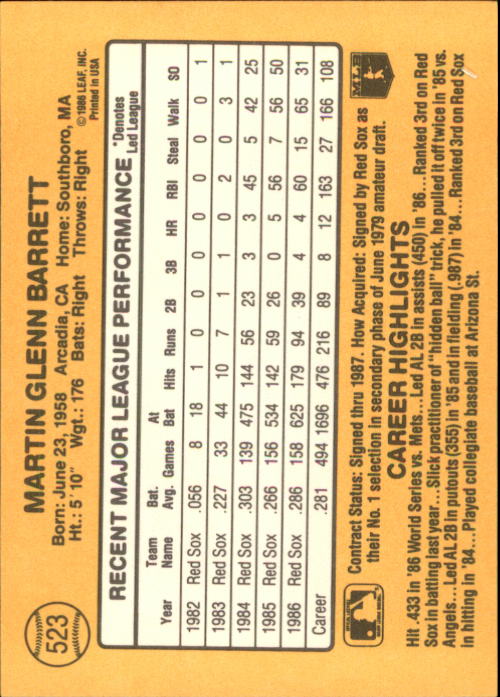 523
MARTIN GLENN BARRETT
Born: June 23, 1958 Arcadia, CA Home: Southboro, MA
Ht.: 5' 10" Wgt.: 176 Bats: Right Throws: Right
© 1986 LEAF, INC.
Printed in USA
RECENT MAJOR LEAGUE PERFORMANCE
*Denotes
Led League
Year Team Name Bat. Avg. Games At Bat Hits Runs 2B 3B HR RBI Steal Walk SO
1982 Red Sox .056 8 18 1 0 0 0 0 0 0 0 1
1983 Red Sox .227 33 44 10 7 1 1 0 2 0 3 1
1984 Red Sox .303 139 475 144 56 23 3 3 45 5 42 25
1985 Red Sox .266 156 534 142 59 26 0 5 56 7 56 50
1986 Red Sox .286 158 625 179 94 39 4 4 60 15 65 31
Career .281 494 1696 476 216 89 8 12 163 27 166 108
Contract Status: Signed thru 1987. How Acquired: Signed by Red Sox as
their No. 1 selection in secondary phase of June 1979 amateur draft.
MLB
CAREER HIGHLIGHTS
Hit .433 in '86 World Series vs. Mets...Led AL 2B in assists (450) in '86...Ranked 3rd on Red
Sox in batting last year...Slick practitioner of "hidden ball" trick, he pulled it off twice in '85 vs.
Angels...Led AL 2B in putouts (355) in '85 and in fielding (.987) in '84...Ranked 3rd on Red Sox
in hitting in '84...Played collegiate baseball at Arizona St.